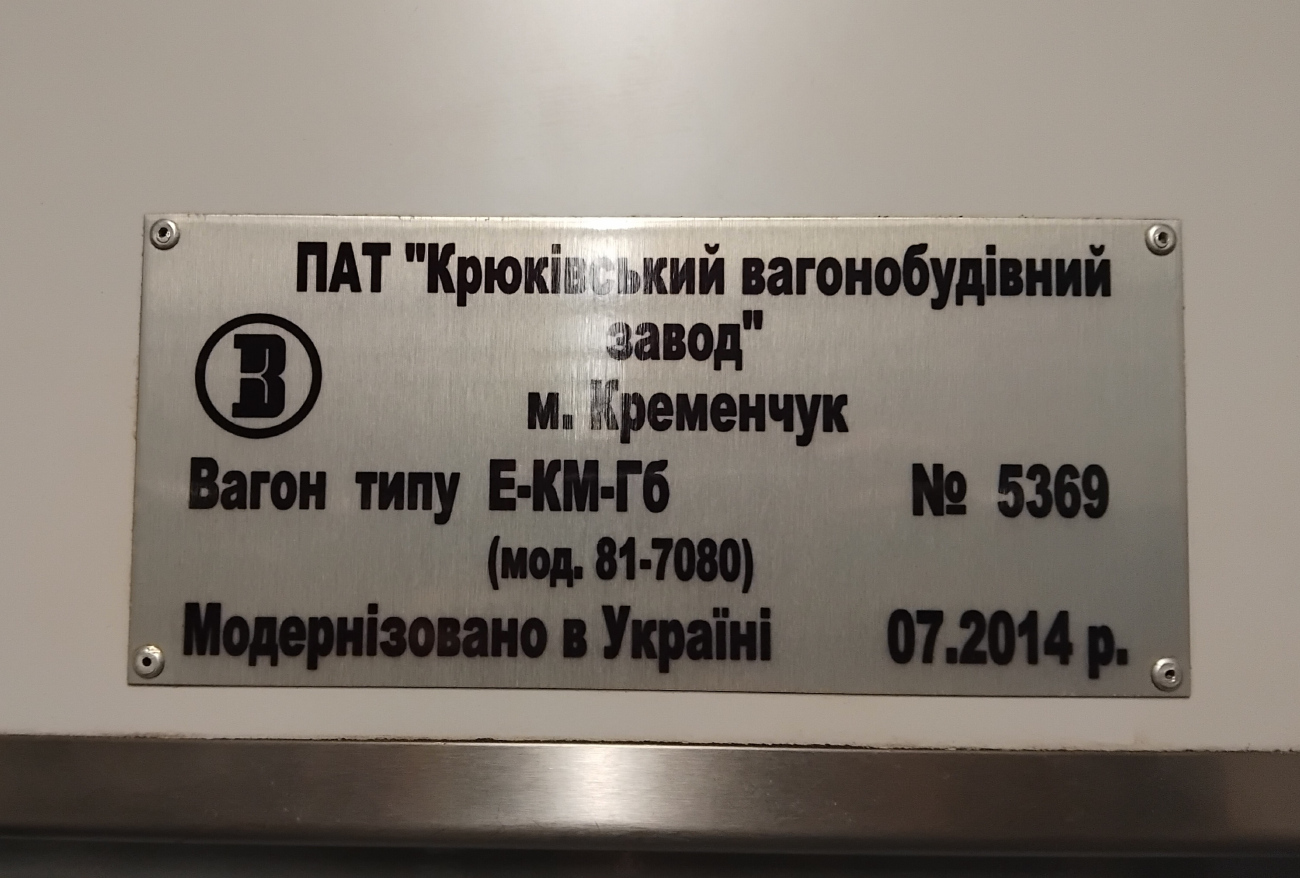 ПАТ "Крюківський вагонобудівний
завод"
м. Кременчук
Вагон типу Е-КМ-Гб № 5369
(мод. 81-7080)
Модернізовано в Україні 07.2014 р.